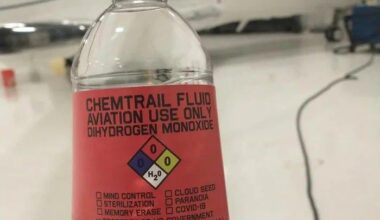 CHEMTRAIL FLUID
AVIATION USE ONLY
DIHYDROGEN MONOXIDE
0
0 0
H₂O
MIND CONTROL CLOUD SEED
STERILIZATION PARANOIA
MEMORY ERASE COVID-19
GOVERNMENT